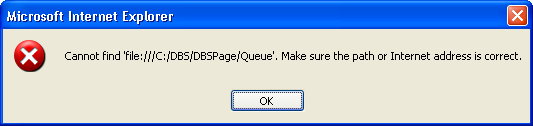 Microsoft Internet Explorer
Cannot find 'file:///C:/DBS/DBSPage/Queue'. Make sure the path or Internet address is correct.
OK